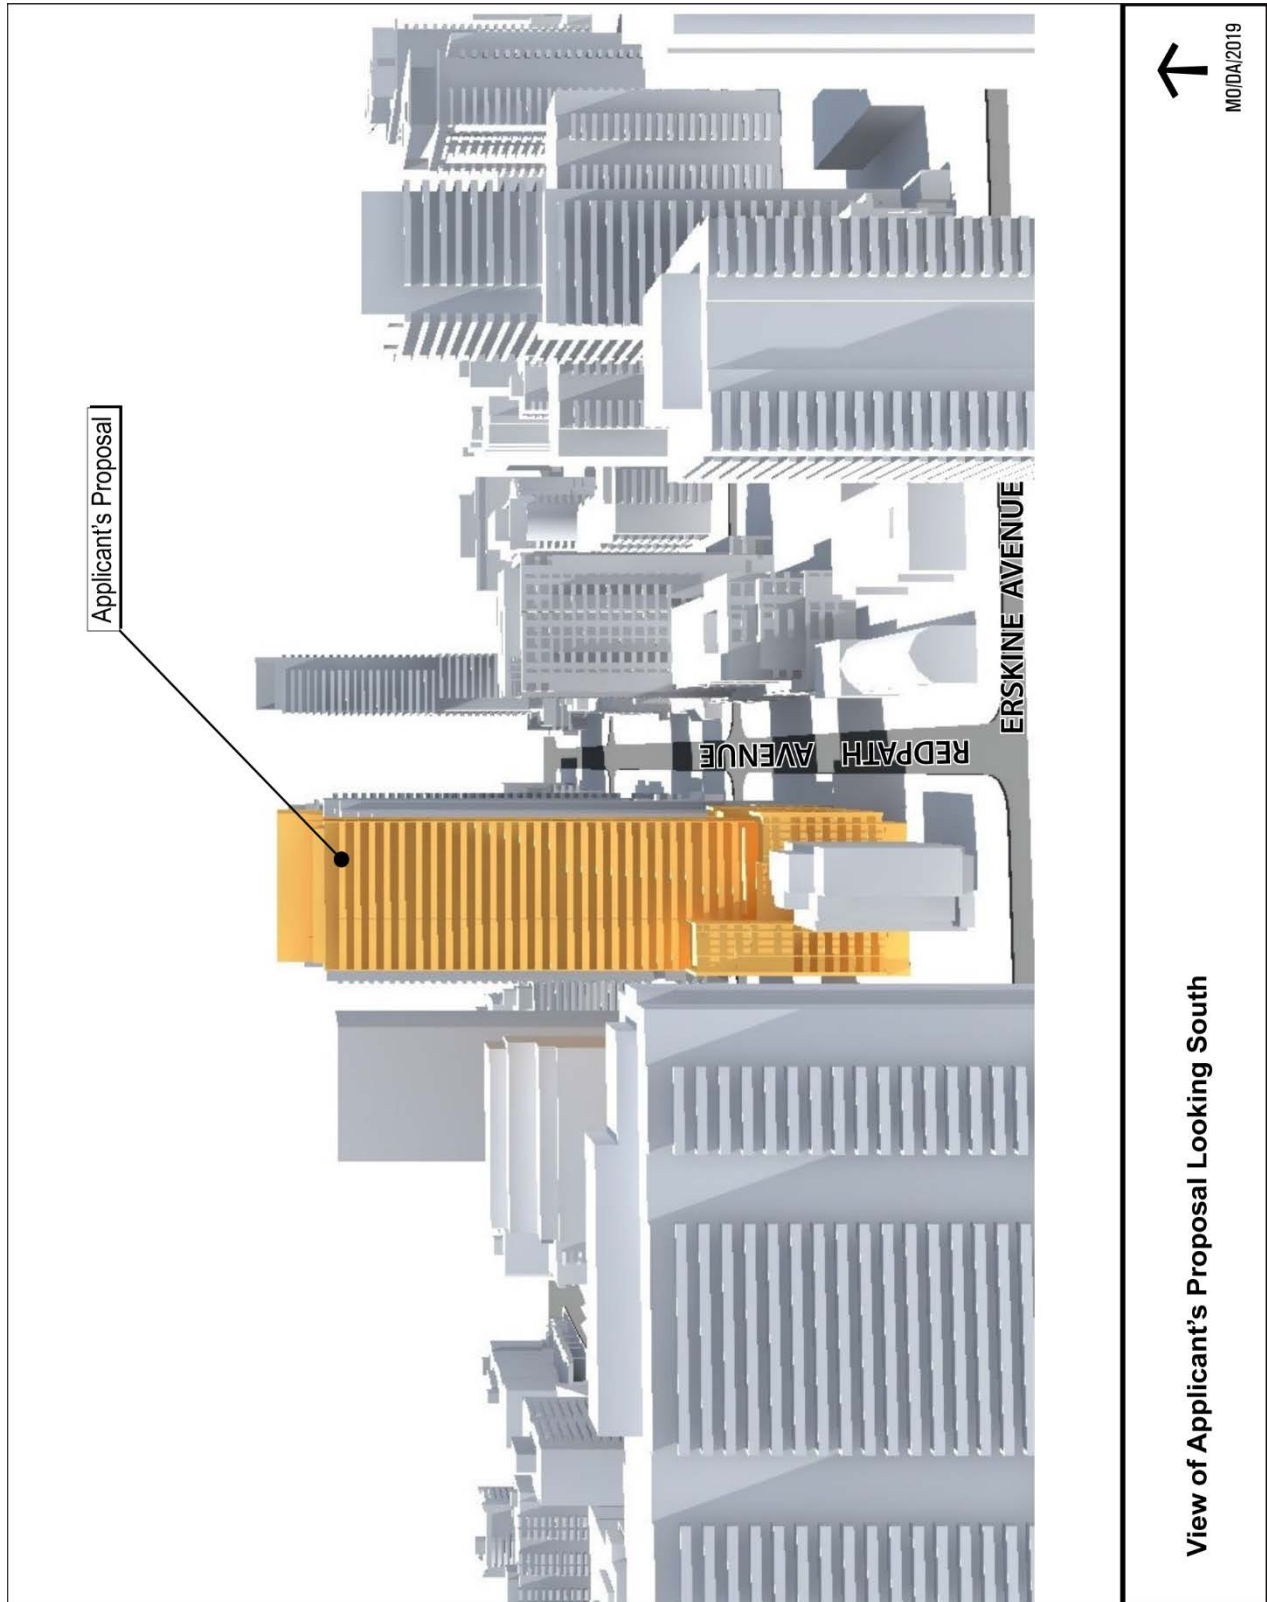 Applicant's Proposal
REDPATH AVENUE
ERSKINE AVENUE
View of Applicant's Proposal Looking South
MO/DA/2019